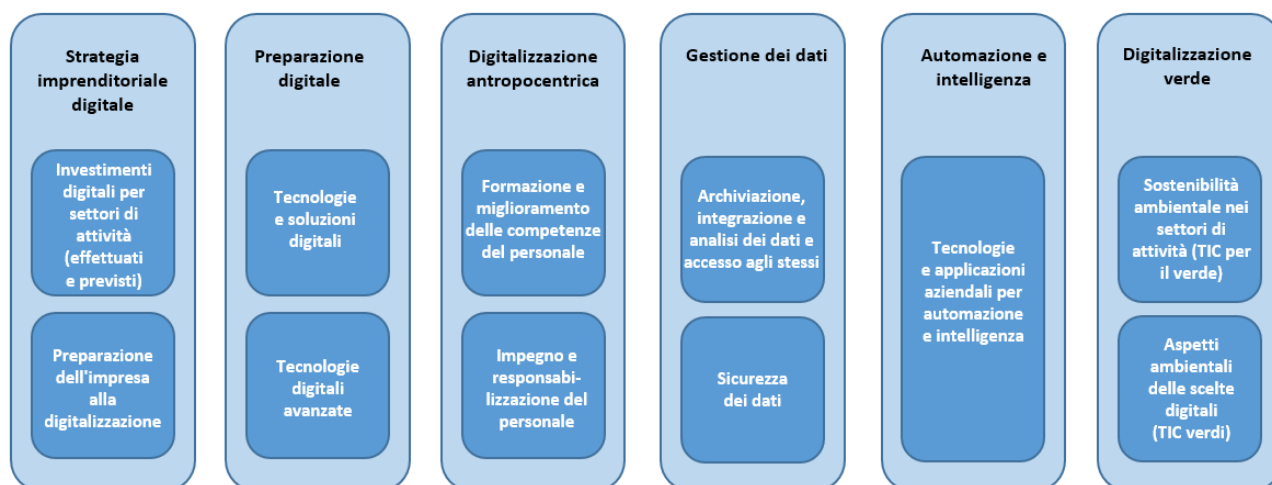 Strategia
imprenditoriale
digitale
Investimenti
digitali per
settori di
attività
(effettuati
e previsti)
Preparazione
dell'impresa
alla
digitalizzazione
Preparazione
digitale
Tecnologie
e soluzioni
digitali
Tecnologie
digitali
avanzate
Digitalizzazione
antropocentrica
Formazione e
miglioramento
delle competenze
del personale
Impegno e
responsabi-
lizzazione del
personale
Gestione dei dati
Archiviazione,
integrazione e
analisi dei dati e
accesso agli stessi
Sicurezza
dei dati
Automazione e
intelligenza
Tecnologie
e applicazioni
aziendali per
automazione
e intelligenza
Digitalizzazione
verde
Sostenibilità
ambientale nei
settori di
attività (TIC per
il verde)
Aspetti
ambientali
delle scelte
digitali
(TIC verdi)